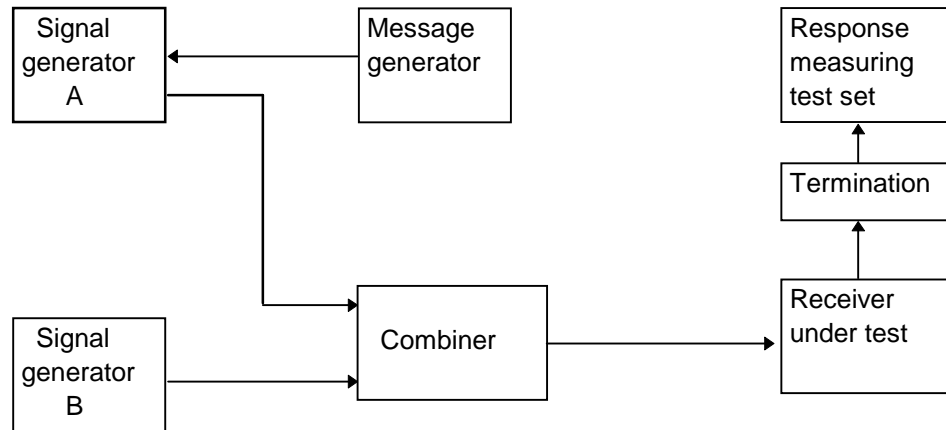 Signal
generator
A
Message
generator
Response
measuring
test set
Termination
Signal
generator
B
Combiner
Receiver
under test